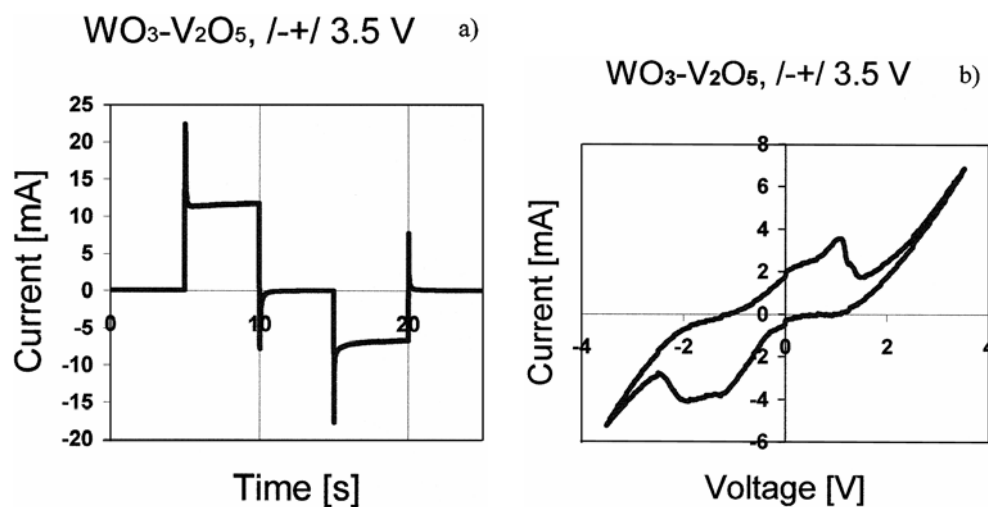 WO₃-V₂O₅, /-+/ 3.5 V a)
25
20
15
10
5
0
-5
-10
-15
-20
0 10 20
Current [mA]
Time [s]
WO₃-V₂O₅, /-+/ 3.5 V b)
8
6
4
2
0
-2
-4
-6
-4 -2 0 2 4
Current [mA]
Voltage [V]